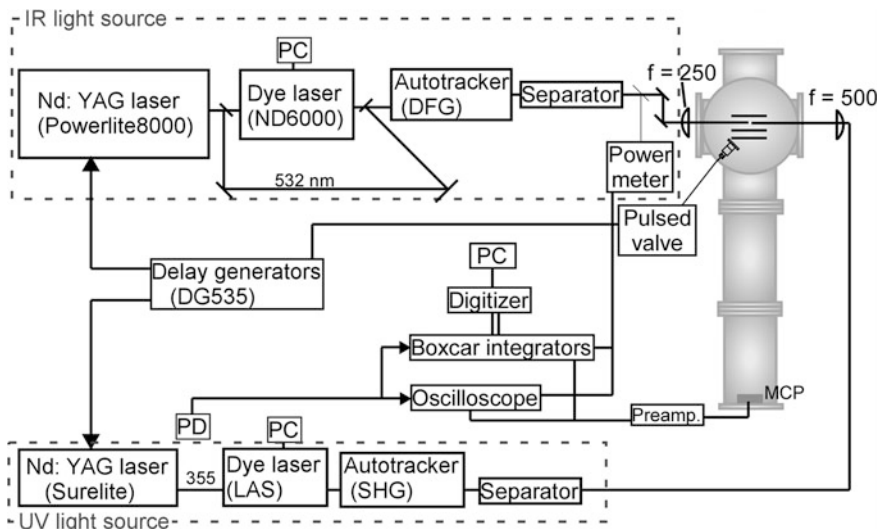 IR light source
PC
Nd: YAG laser
(Powerlite8000)
Dye laser
(ND6000)
Autotracker
(DFG)
Separator
f = 250
f = 500
532 nm
Power
meter
Pulsed
valve
Delay generators
(DG535)
PC
Digitizer
Boxcar integrators
Oscilloscope
MCP
Preamp.
PD
PC
Nd: YAG laser
(Surelite)
355
Dye laser
(LAS)
Autotracker
(SHG)
Separator
UV light source